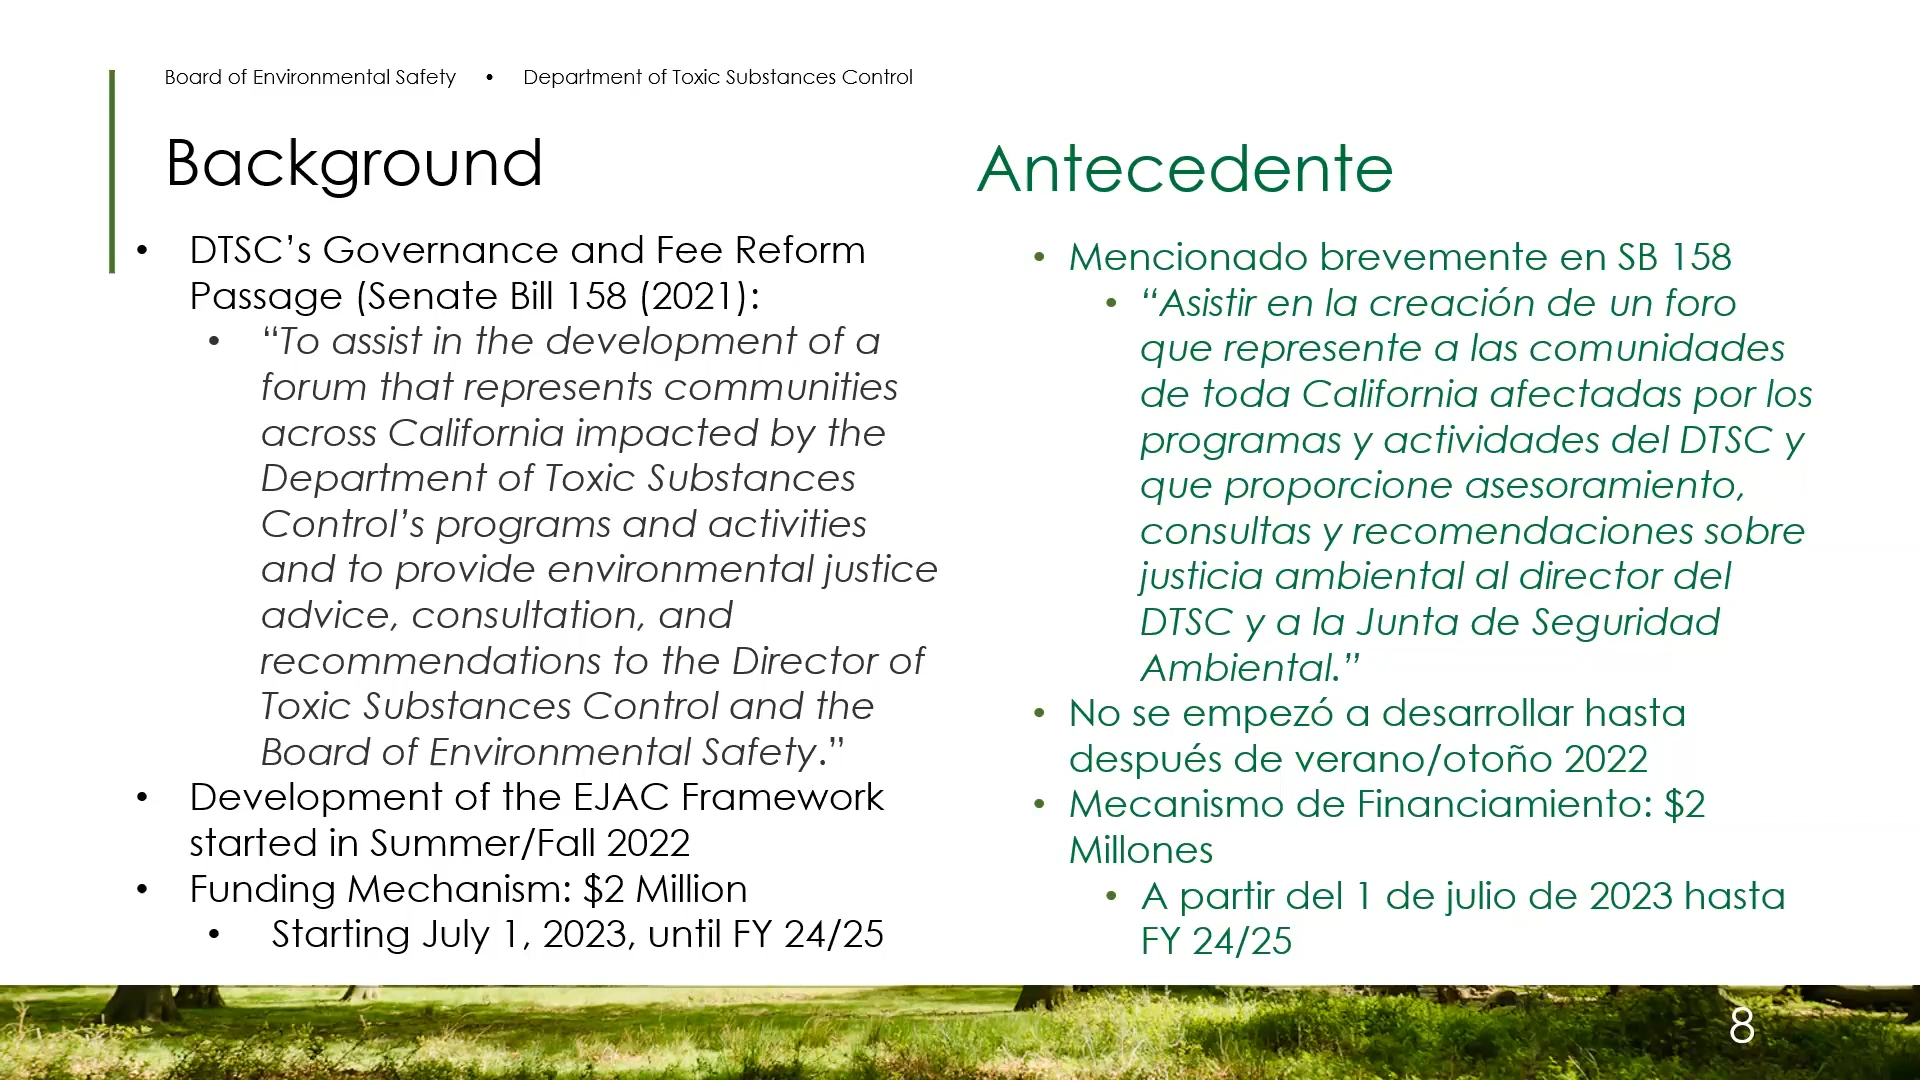 Board of Environmental Safety • Department of Toxic Substances Control
Background
• DTSC’s Governance and Fee Reform
Passage (Senate Bill 158 (2021):
• “To assist in the development of a
forum that represents communities
across California impacted by the
Department of Toxic Substances
Control’s programs and activities
and to provide environmental justice
advice, consultation, and
recommendations to the Director of
Toxic Substances Control and the
Board of Environmental Safety.”
• Development of the EJAC Framework
started in Summer/Fall 2022
• Funding Mechanism: $2 Million
• Starting July 1, 2023, until FY 24/25
Antecedente
• Mencionado brevemente en SB 158
• “Asistir en la creación de un foro
que represente a las comunidades
de toda California afectadas por los
programas y actividades del DTSC y
que proporcione asesoramiento,
consultas y recomendaciones sobre
justicia ambiental al director del
DTSC y a la Junta de Seguridad
Ambiental.”
• No se empezó a desarrollar hasta
después de verano/otoño 2022
• Mecanismo de Financiamiento: $2
Millones
• A partir del 1 de julio de 2023 hasta
FY 24/25
8